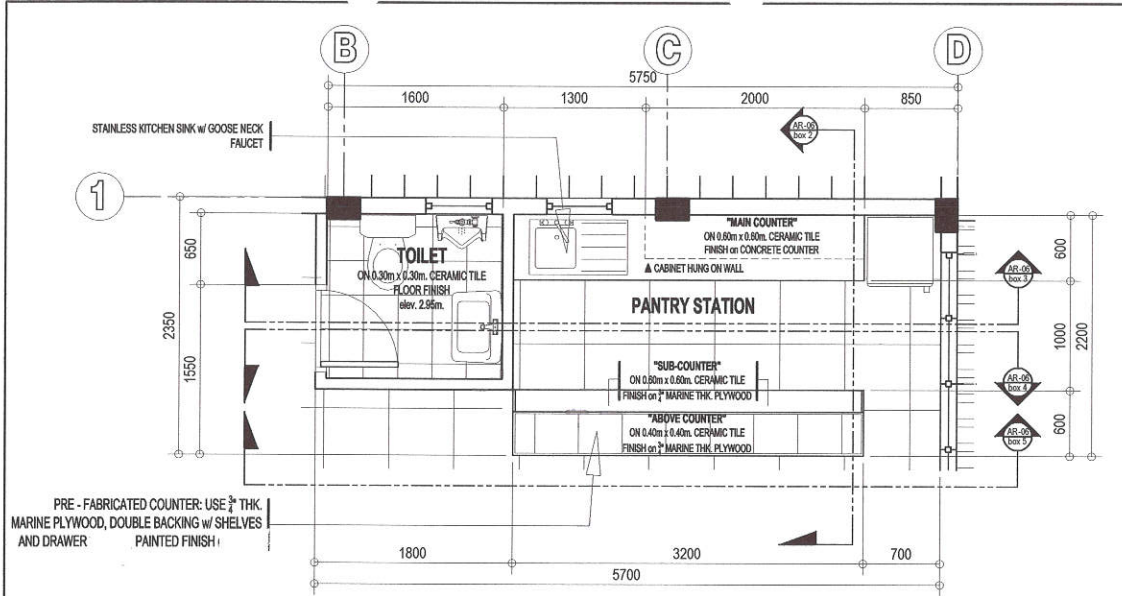 B
C
D
5750
1600
1300
2000
850
STAINLESS KITCHEN SINK w/ GOOSE NECK
FAUCET
AR-06
box 2
1
"MAIN COUNTER"
ON 0.60m x 0.60m. CERAMIC TILE
FINISH on CONCRETE COUNTER
▲ CABINET HUNG ON WALL
TOILET
ON 0.30m x 0.30m. CERAMIC TILE
FLOOR FINISH
elev. 2.95m.
650
2350
1550
600
1000
2200
600
AR-06
box 3
PANTRY STATION
"SUB-COUNTER"
ON 0.60m x 0.60m. CERAMIC TILE
FINISH on 3/4" MARINE THK. PLYWOOD
AR-06
box 4
"ABOVE COUNTER"
ON 0.40m x 0.40m. CERAMIC TILE
FINISH on 3/4" MARINE THK. PLYWOOD
AR-06
box 5
PRE - FABRICATED COUNTER: USE 3/4" THK.
MARINE PLYWOOD, DOUBLE BACKING w/ SHELVES
AND DRAWER PAINTED FINISH
1800
3200
700
5700